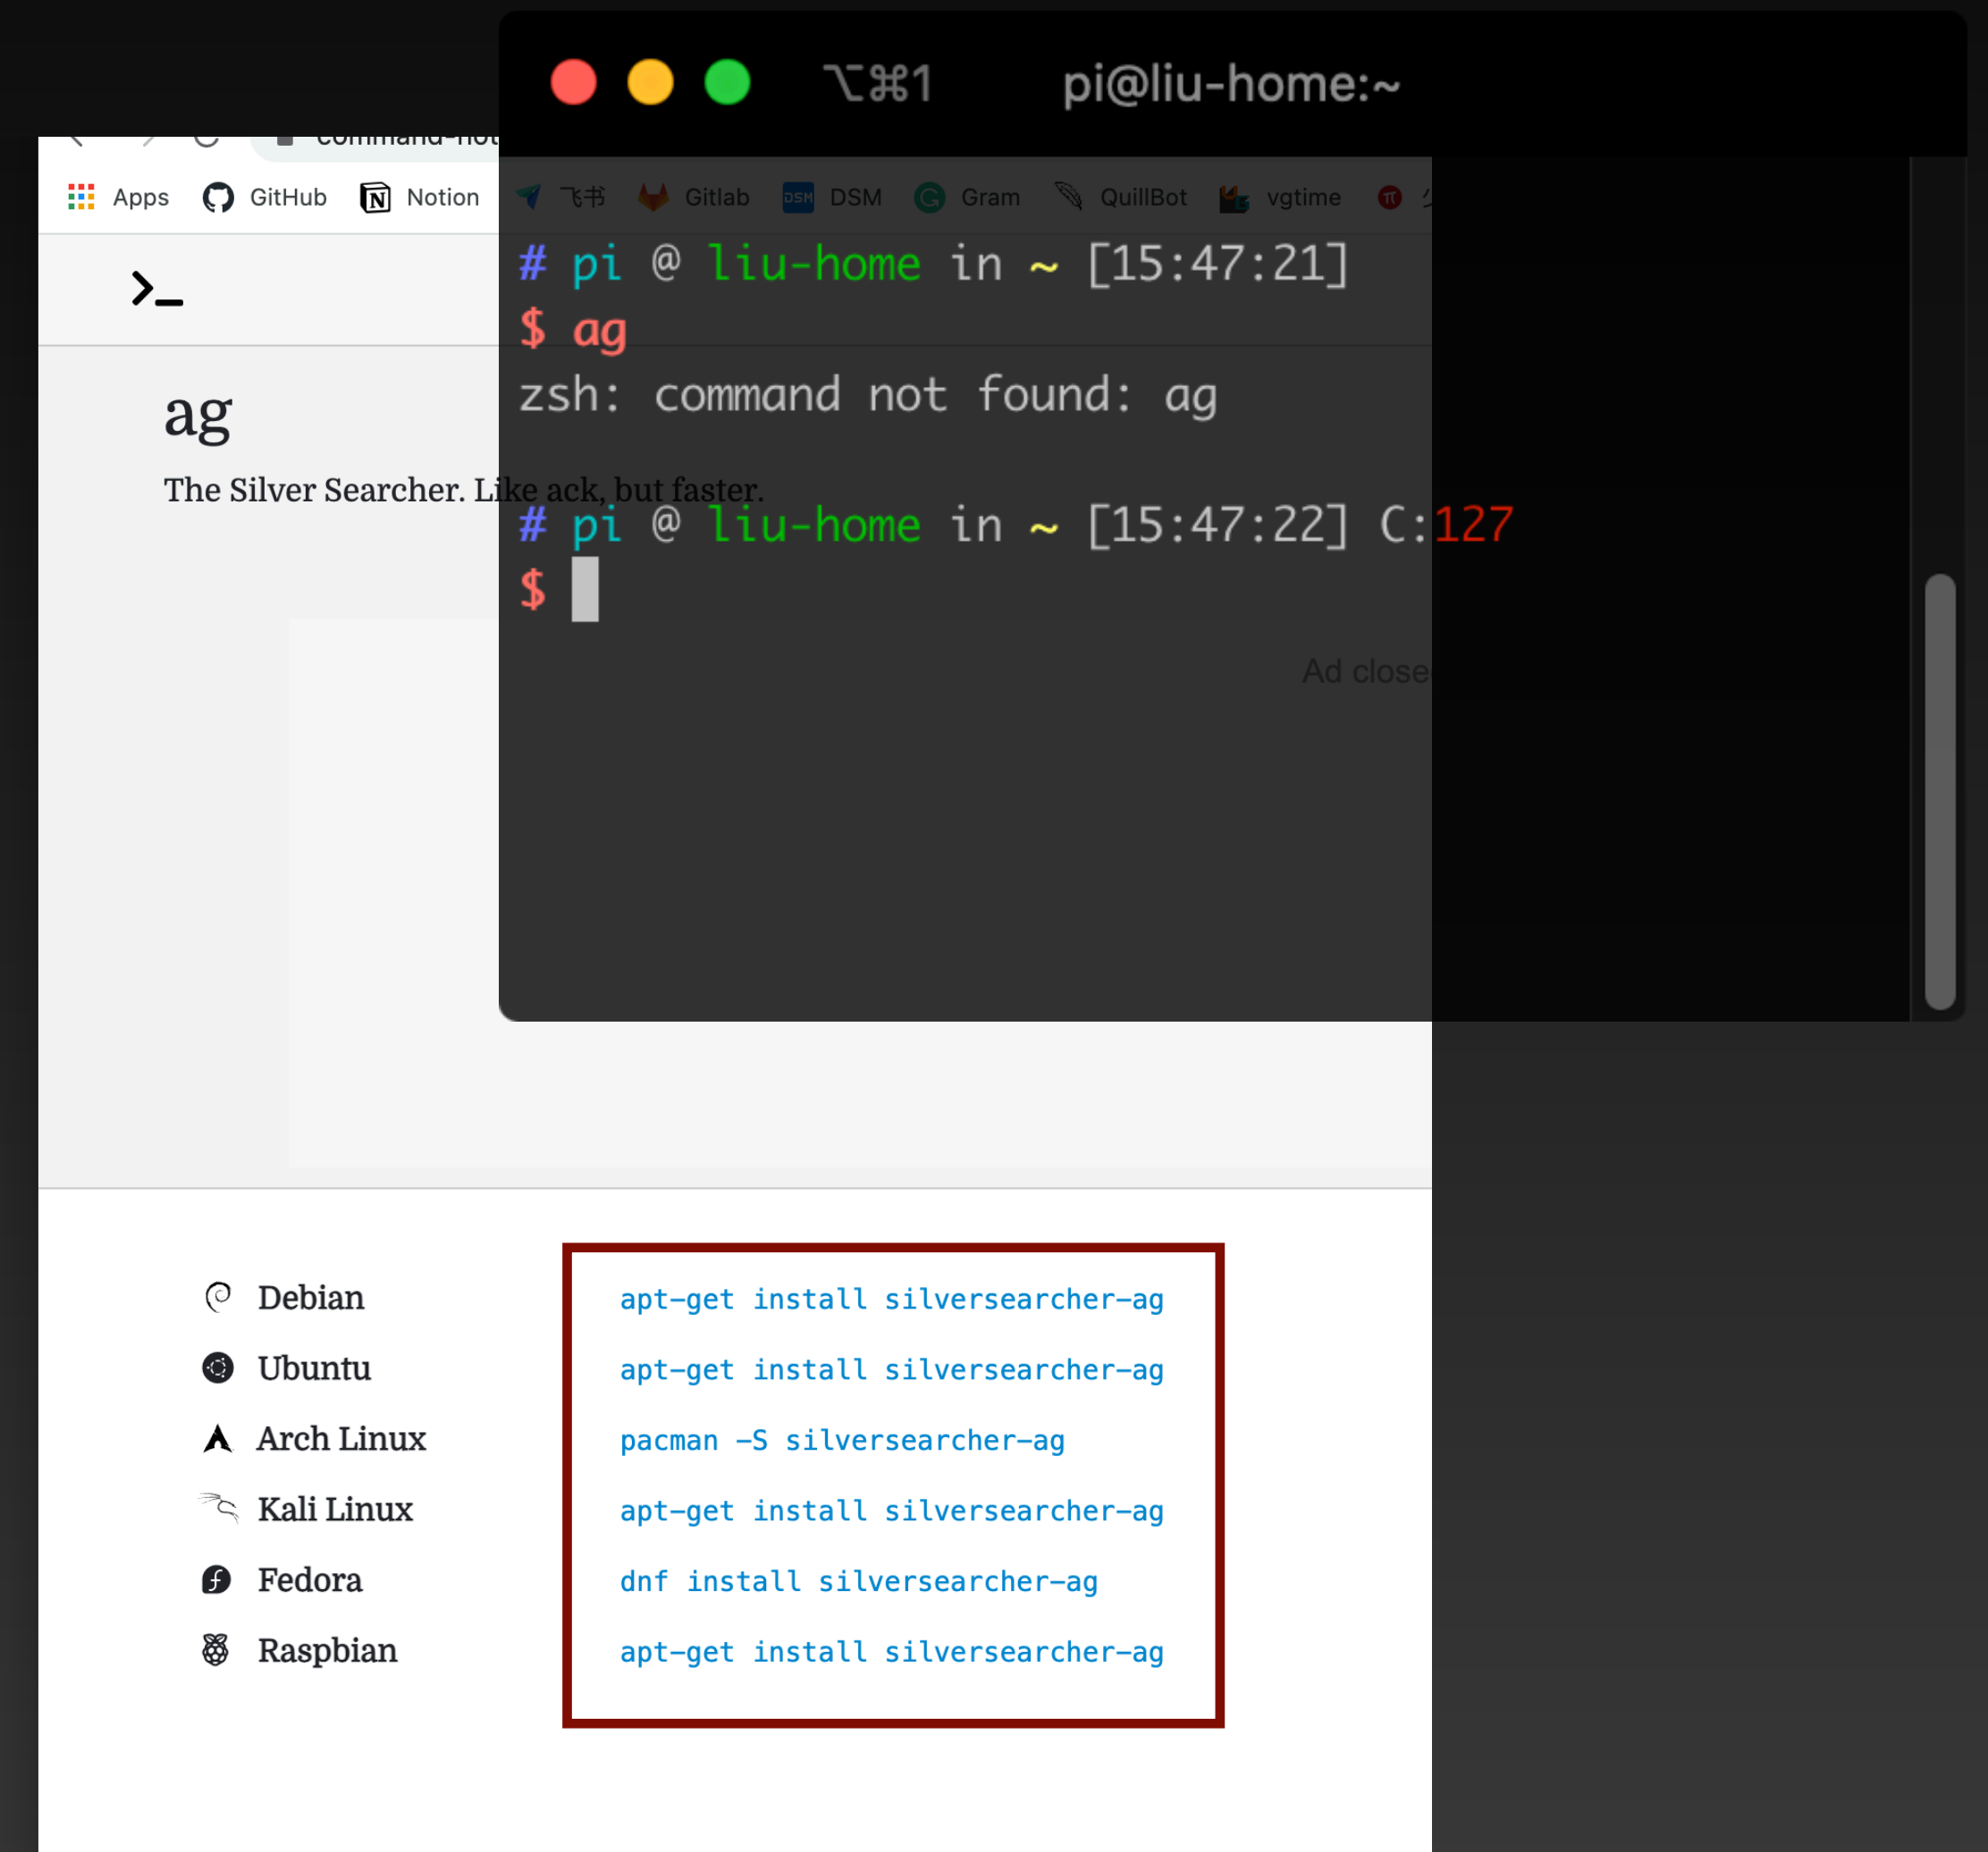 ⌥⌘1 pi@liu-home:~
command-not
Apps GitHub Notion 飞书 Gitlab DSM DSM Gram QuillBot vgtime
# pi @ liu-home in ~ [15:47:21]
$ ag
zsh: command not found: ag
# pi @ liu-home in ~ [15:47:22] C:127
$
>_
ag
The Silver Searcher. Like ack, but faster.
Ad close
Debian apt-get install silversearcher-ag
Ubuntu apt-get install silversearcher-ag
Arch Linux pacman -S silversearcher-ag
Kali Linux apt-get install silversearcher-ag
Fedora dnf install silversearcher-ag
Raspbian apt-get install silversearcher-ag